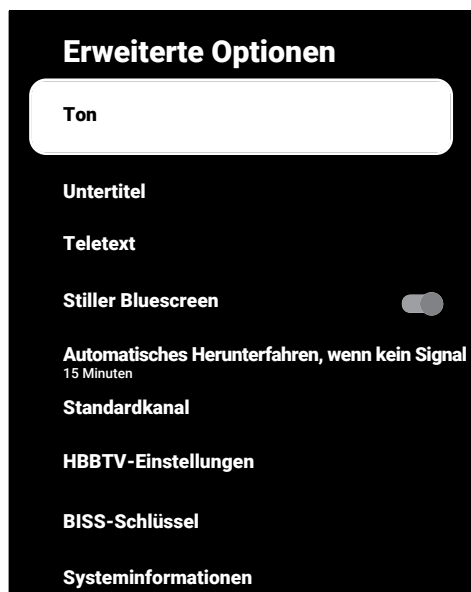 Erweiterte Optionen
Ton
Untertitel
Teletext
Stiller Bluescreen
Automatisches Herunterfahren, wenn kein Signal
15 Minuten
Standardkanal
HBBTV-Einstellungen
BISS-Schlüssel
Systeminformationen